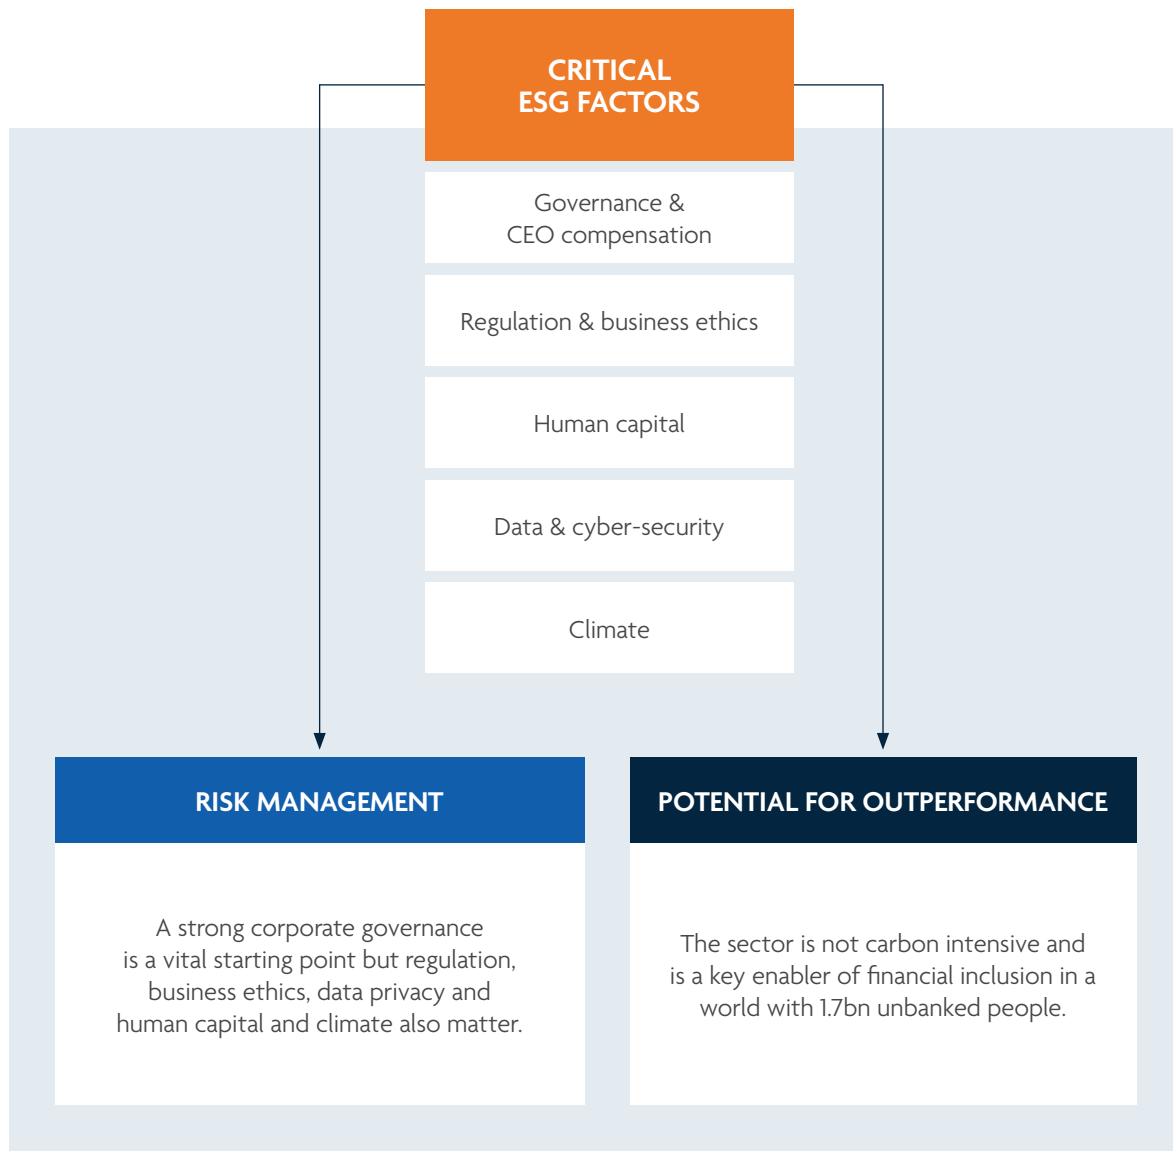 CRITICAL
ESG FACTORS
Governance &
CEO compensation
Regulation & business ethics
Human capital
Data & cyber-security
Climate
RISK MANAGEMENT
A strong corporate governance
is a vital starting point but regulation,
business ethics, data privacy and
human capital and climate also matter.
POTENTIAL FOR OUTPERFORMANCE
The sector is not carbon intensive and
is a key enabler of financial inclusion in a
world with 1.7bn unbanked people.